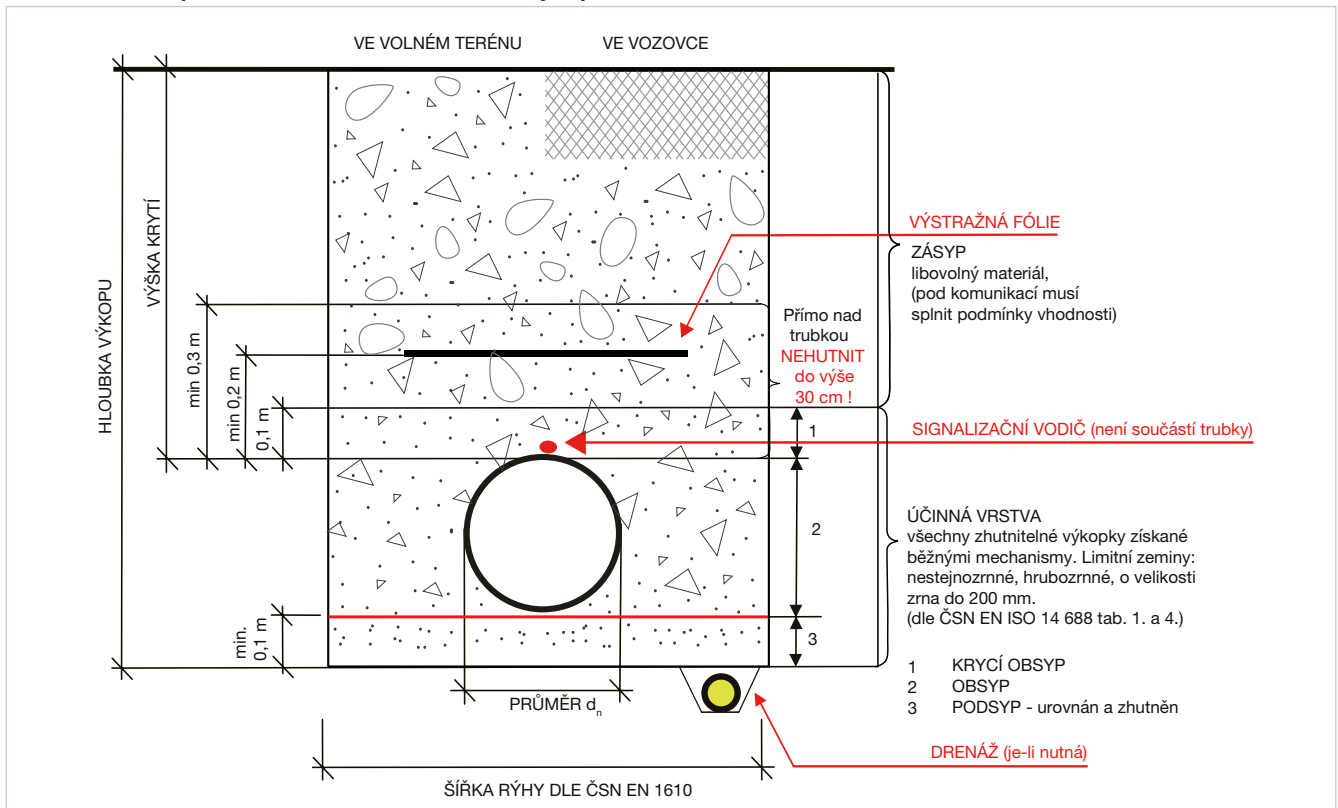 VE VOLNÉM TERÉNU
VE VOZOVCE
HLOUBKA VÝKOPU
VÝŠKA KRYTÍ
min 0,3 m
min 0,2 m
0,1 m
min.
0,1 m
VÝSTRAŽNÁ FÓLIE
ZÁSYP
libovolný materiál,
(pod komunikací musí
splnit podmínky vhodnosti)
Přímo nad
trubkou
NEHUTNIT
do výše
30 cm !
1
SIGNALIZAČNÍ VODIČ (není součástí trubky)
2
ÚČINNÁ VRSTVA
všechny zhutnitelné výkopky získané
běžnými mechanismy. Limitní zeminy:
nestejnozrnné, hrubozrnné, o velikosti
zrna do 200 mm.
(dle ČSN EN ISO 14 688 tab. 1. a 4.)
3
1 KRYCÍ OBSYP
2 OBSYP
3 PODSYP - urovnán a zhutněn
PRŮMĚR dn
DRENÁŽ (je-li nutná)
ŠÍŘKA RÝHY DLE ČSN EN 1610